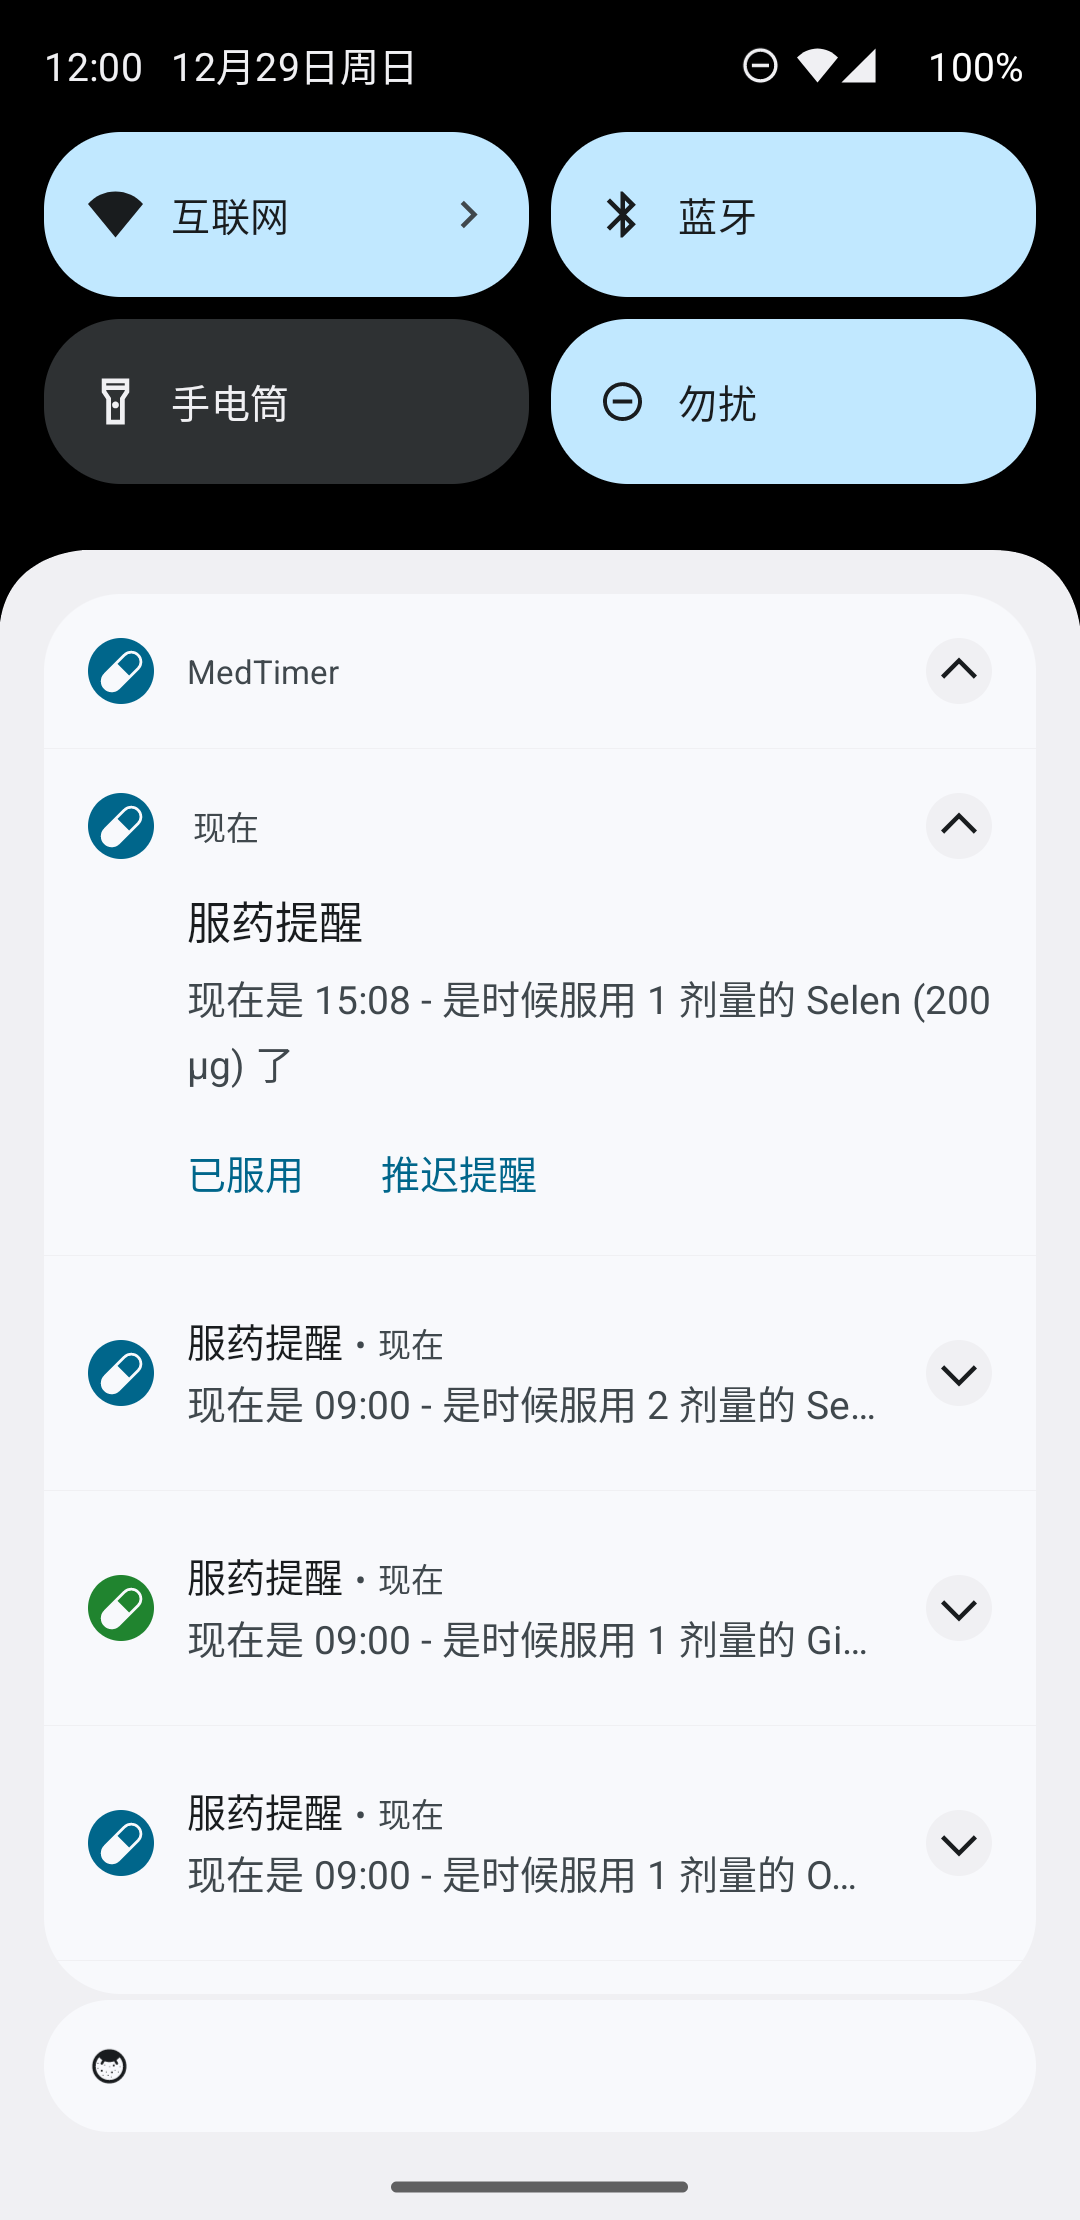 12:00 12月29日周日 100%
互联网
蓝牙
手电筒
勿扰
MedTimer
现在
服药提醒
现在是 15:08 - 是时候服用 1 剂量的 Selen (200
µg) 了
已服用 推迟提醒
服药提醒 · 现在
现在是 09:00 - 是时候服用 2 剂量的 Se…
服药提醒 · 现在
现在是 09:00 - 是时候服用 1 剂量的 Gi…
服药提醒 · 现在
现在是 09:00 - 是时候服用 1 剂量的 O…